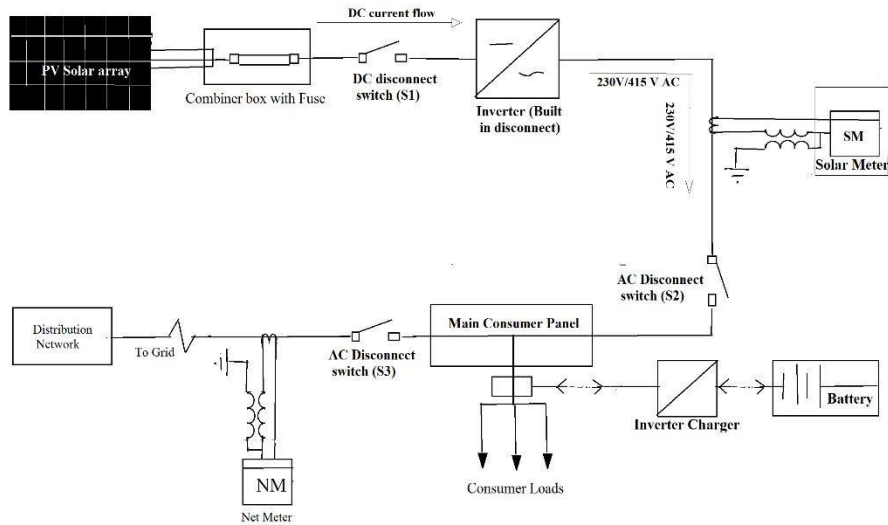 DC current flow
PV Solar array
Combiner box with Fuse
DC disconnect
switch (S1)
Inverter (Built
in disconnect)
230V/415 V AC
230V/415 V AC
SM
Solar Meter
AC Disconnect
switch (S2)
Distribution
Network
To Grid
AC Disconnect
switch (S3)
Main Consumer Panel
Inverter Charger
Battery
NM
Net Meter
Consumer Loads